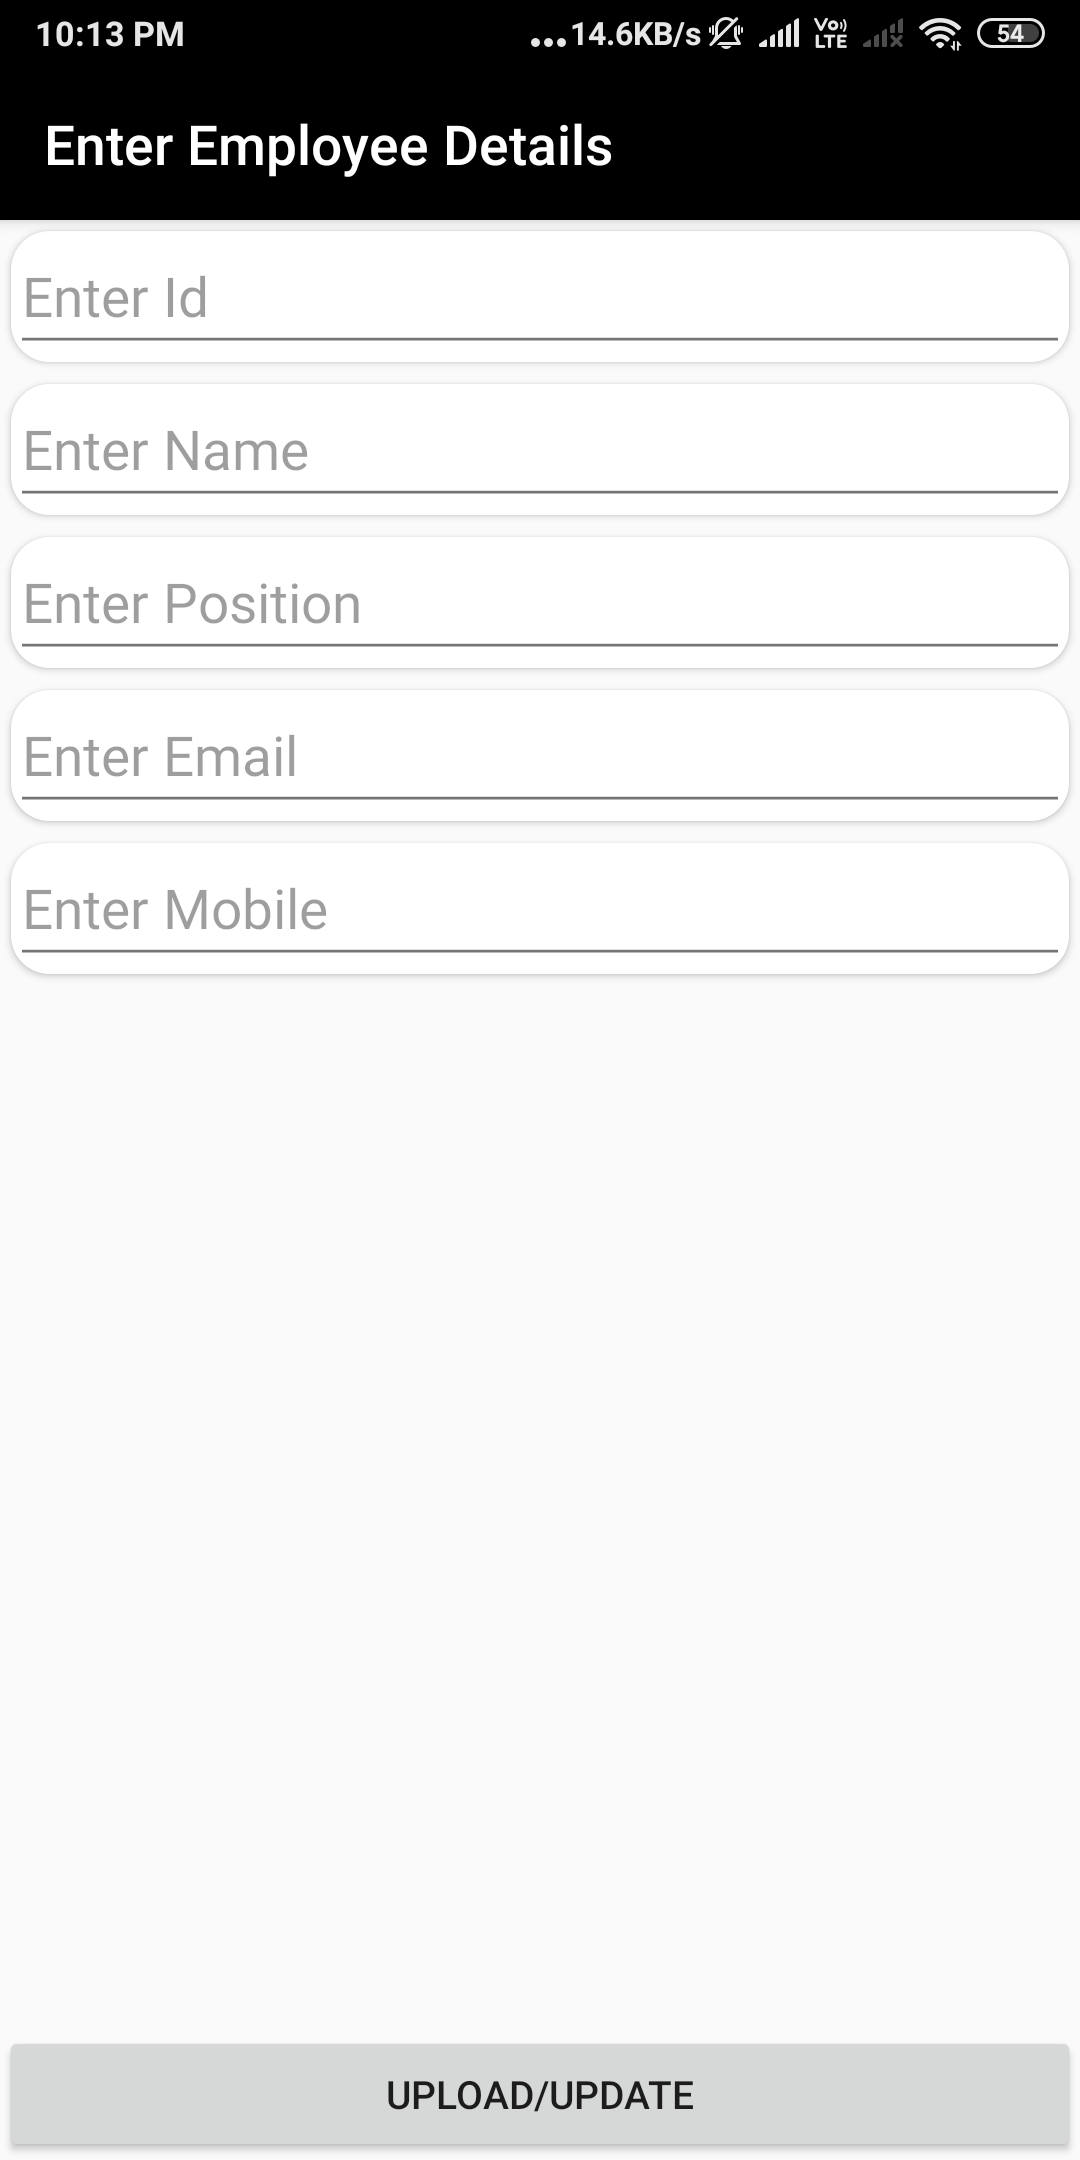 10:13 PM ...14.6KB/s Vo LTE 54
Enter Employee Details
Enter Id
Enter Name
Enter Position
Enter Email
Enter Mobile
UPLOAD/UPDATE